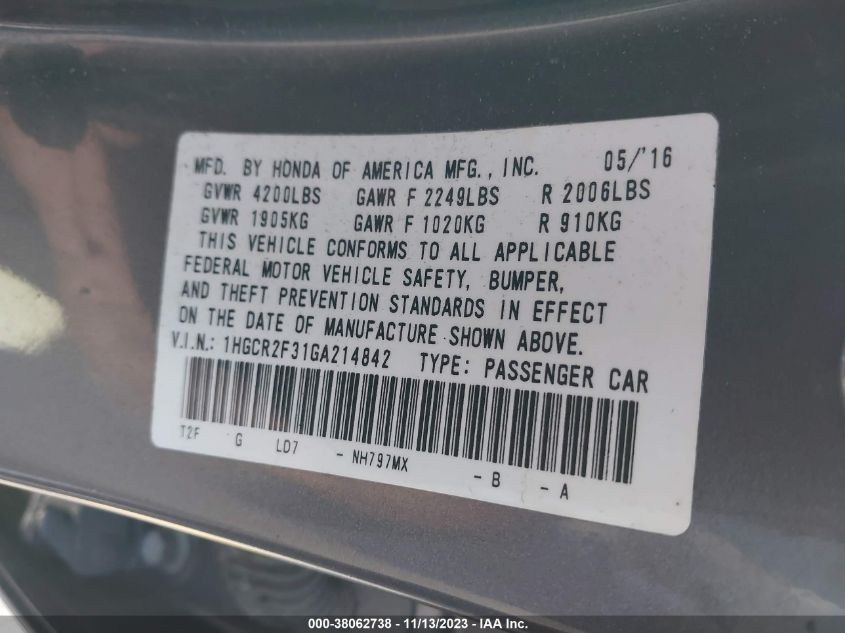 MFD. BY HONDA OF AMERICA MFG., INC. 05/'16
GVWR 4200LBS GAWR F 2249LBS R 2006LBS
GVWR 1905KG GAWR F 1020KG R 910KG
THIS VEHICLE CONFORMS TO ALL APPLICABLE
FEDERAL MOTOR VEHICLE SAFETY, BUMPER,
AND THEFT PREVENTION STANDARDS IN EFFECT
ON THE DATE OF MANUFACTURE SHOWN ABOVE.
V.I.N.: 1HGCR2F31GA214842 TYPE: PASSENGER CAR
T2F G LD7 - NH797MX - B - A
000-38062738 - 11/13/2023 - IAA Inc.